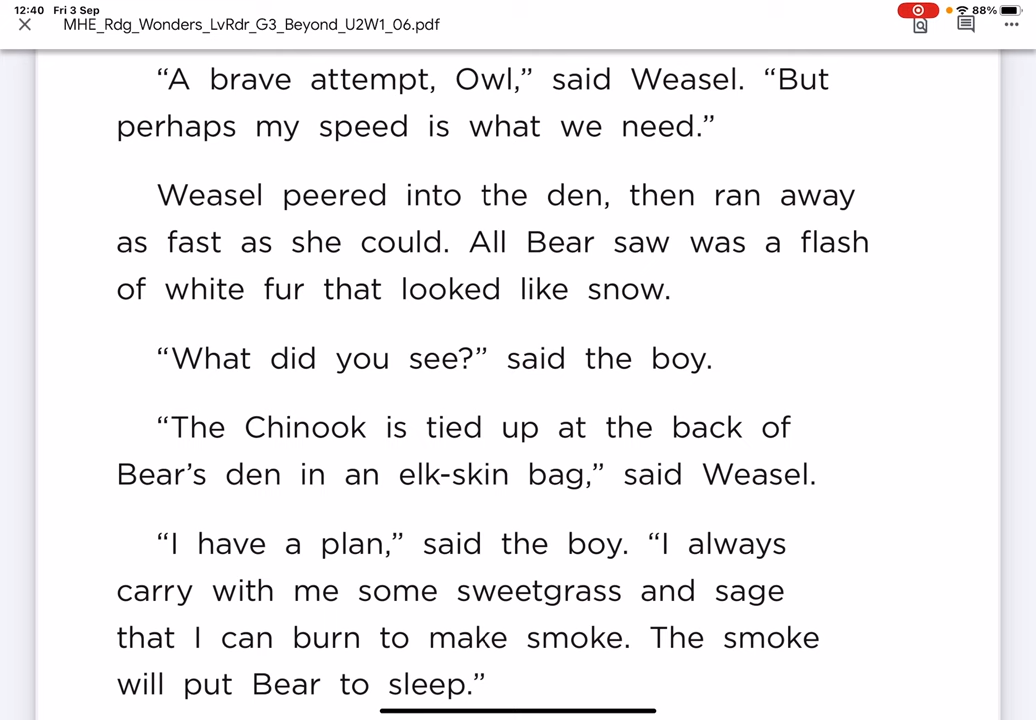 12:40 Fri 3 Sep
88%
MHE_Rdg_Wonders_LvRdr_G3_Beyond_U2W1_06.pdf
“A brave attempt, Owl,” said Weasel. “But
perhaps my speed is what we need.”
Weasel peered into the den, then ran away
as fast as she could. All Bear saw was a flash
of white fur that looked like snow.
“What did you see?” said the boy.
“The Chinook is tied up at the back of
Bear’s den in an elk-skin bag,” said Weasel.
“I have a plan,” said the boy. “I always
carry with me some sweetgrass and sage
that I can burn to make smoke. The smoke
will put Bear to sleep.”